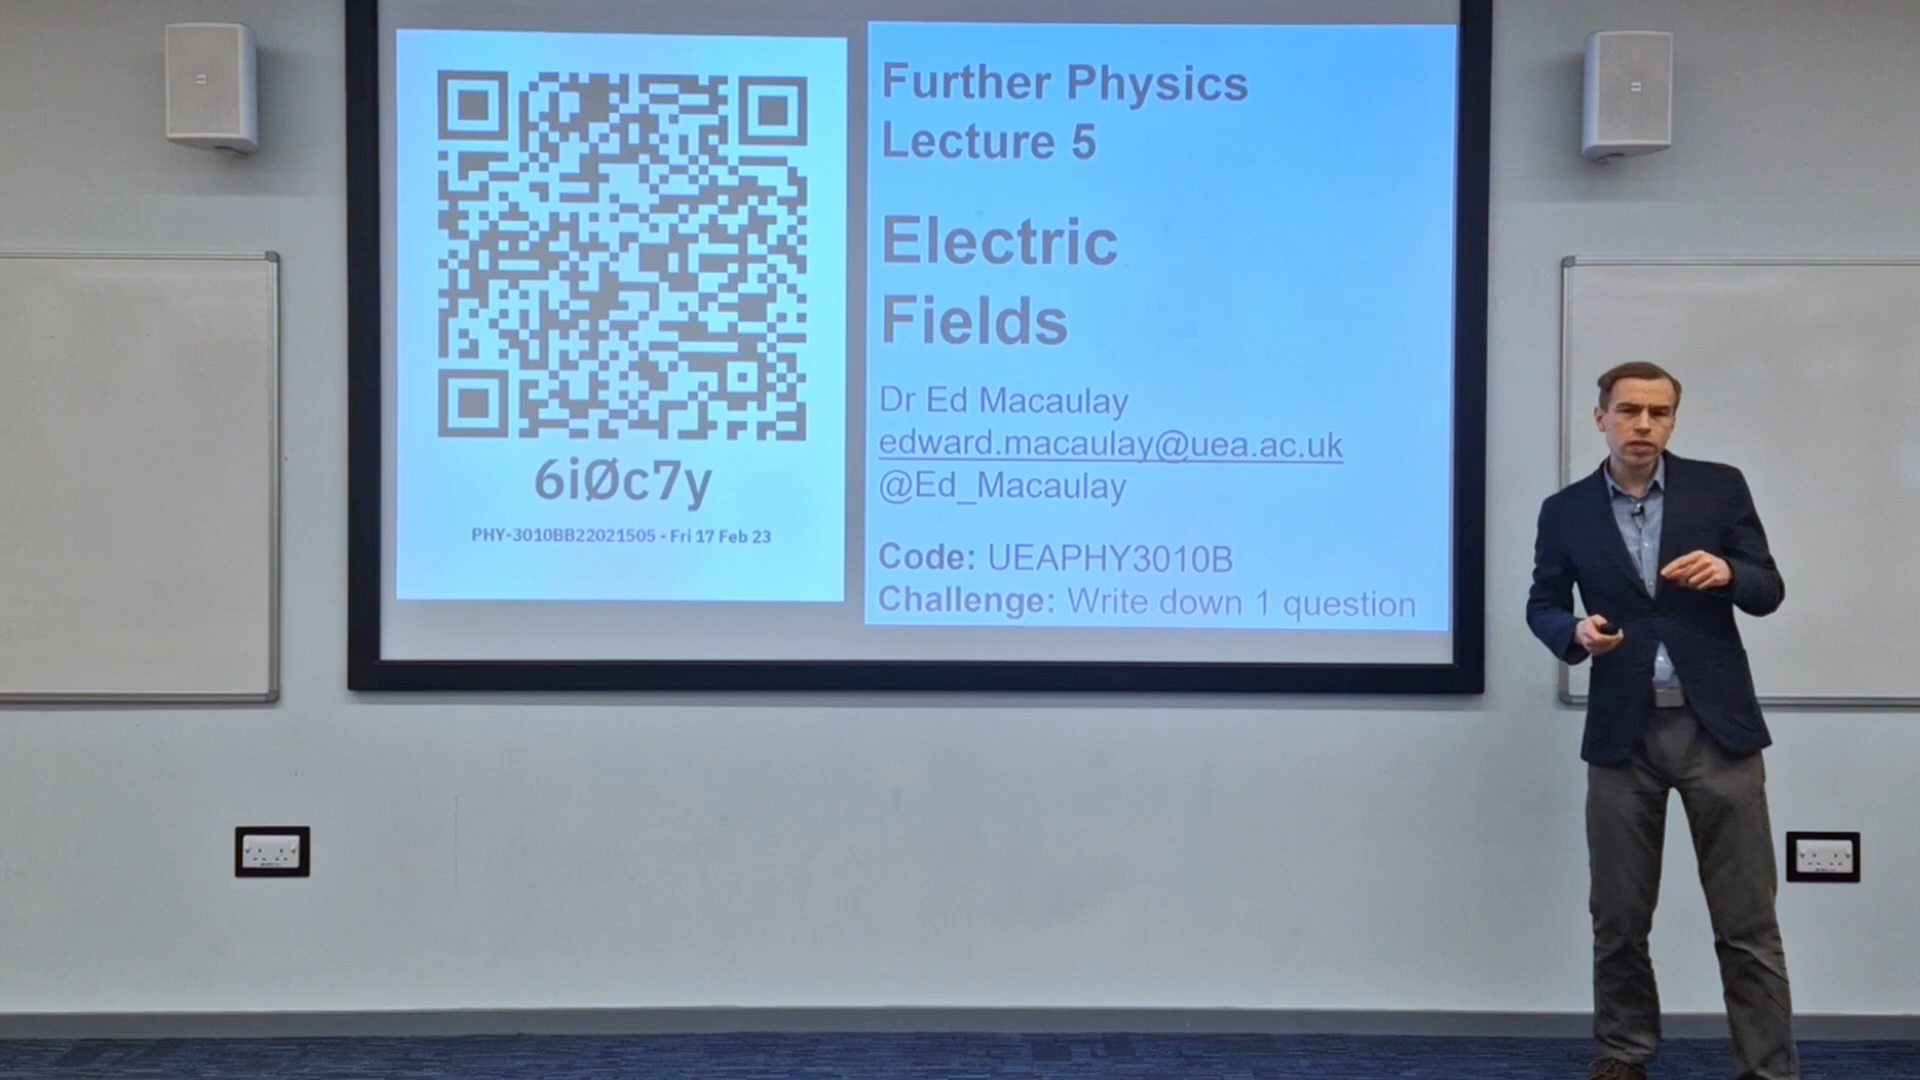 6iØc7y
PHY-3010BB22021505 - Fri 17 Feb 23
Further Physics
Lecture 5
Electric
Fields
Dr Ed Macaulay
edward.macaulay@uea.ac.uk
@Ed_Macaulay
Code: UEAPHY3010B
Challenge: Write down 1 question